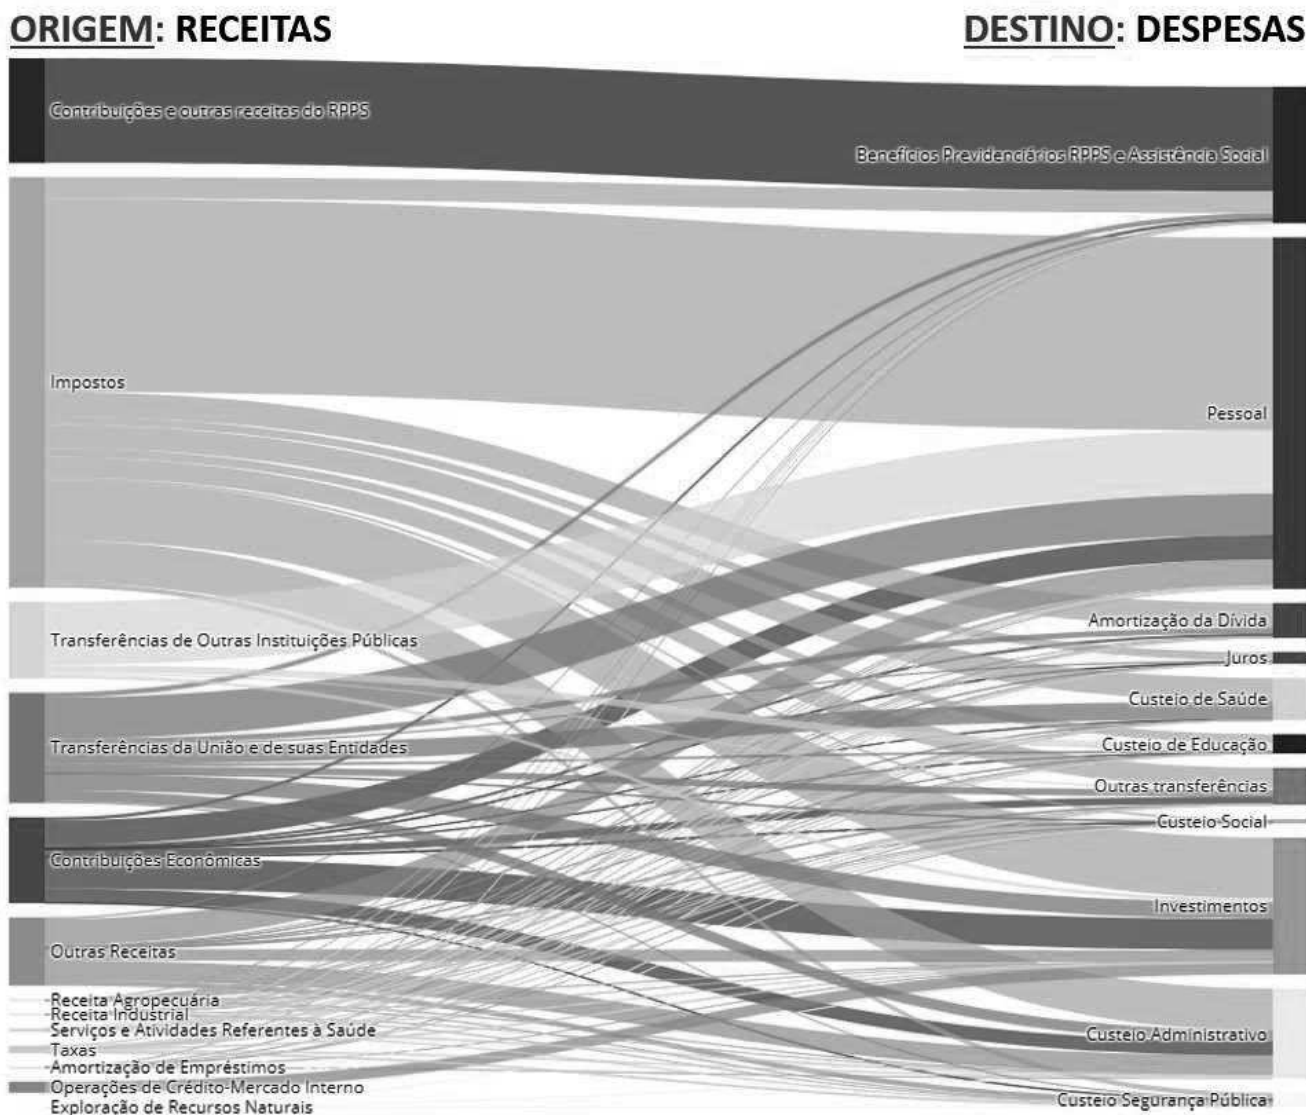 ORIGEM: RECEITAS
DESTINO: DESPESAS
Contribuições e outras receitas do RPPS
Impostos
Transferências de Outras Instituições Públicas
Transferências da União e de suas Entidades
Contribuições Econômicas
Outras Receitas
Receita Agropecuária
Receita Industrial
Serviços e Atividades Referentes à Saúde
Taxas
Amortização de Empréstimos
Operações de Crédito-Mercado Interno
Exploração de Recursos Naturais
Benefícios Previdenciários RPPS e Assistência Social
Pessoal
Amortização da Dívida
Juros
Custeio de Saúde
Custeio de Educação
Outras transferências
Custeio Social
Investimentos
Custeio Administrativo
Custeio Segurança Pública